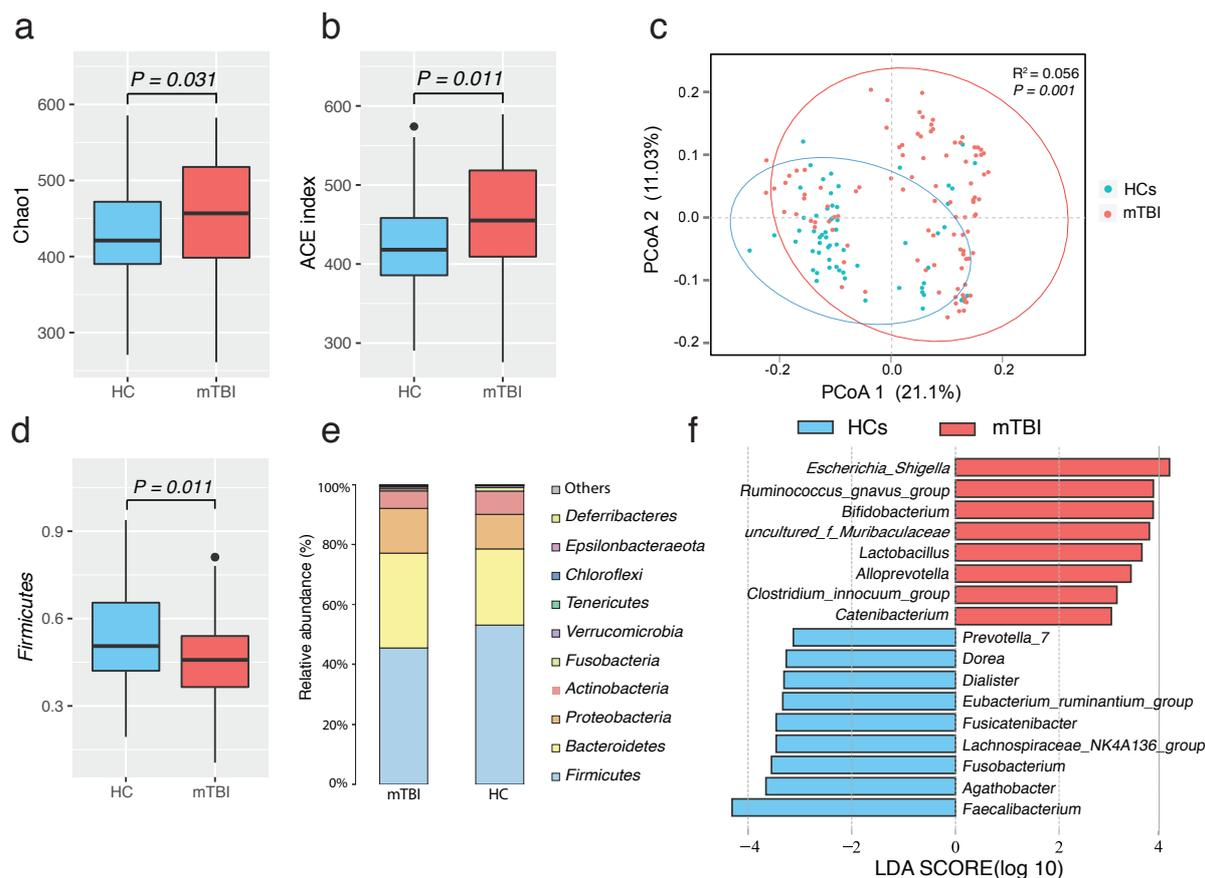 a
P = 0.031
Chao1
600
500
400
300
HC
mTBI
b
P = 0.011
ACE index
600
500
400
300
HC
mTBI
c
R² = 0.056
P = 0.001
PCoA 2 (11.03%)
0.2
0.1
0.0
-0.1
-0.2
-0.2
0.0
0.2
PCoA 1 (21.1%)
HCs
mTBI
d
P = 0.011
Firmicutes
0.9
0.6
0.3
HC
mTBI
e
Relative abundance (%)
100%
80%
60%
40%
20%
0%
mTBI
HC
Others
Deferribacteres
Epsilonbacteraeota
Chloroflexi
Tenericutes
Verrucomicrobia
Fusobacteria
Actinobacteria
Proteobacteria
Bacteroidetes
Firmicutes
f
HCs
mTBI
Escherichia_Shigella
Ruminococcus_gnavus_group
Bifidobacterium
uncultured_f_Muribaculaceae
Lactobacillus
Alloprevotella
Clostridium_innocuum_group
Catenibacterium
Prevotella_7
Dorea
Dialister
Eubacterium_ruminantium_group
Fusicatenibacter
Lachnospiraceae_NK4A136_group
Fusobacterium
Agathobacter
Faecalibacterium
−4
−2
0
2
4
LDA SCORE(log 10)